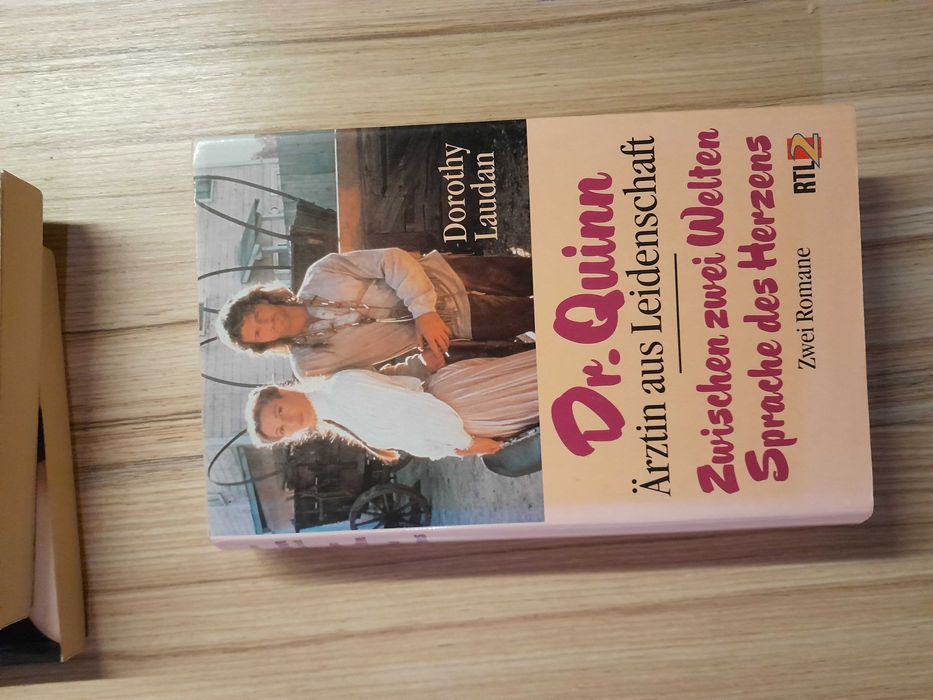 Dorothy
Laudan
Dr. Quinn
Ärztin aus Leidenschaft
Zwischen zwei Welten
Sprache des Herzens
Zwei Romane
RTL2